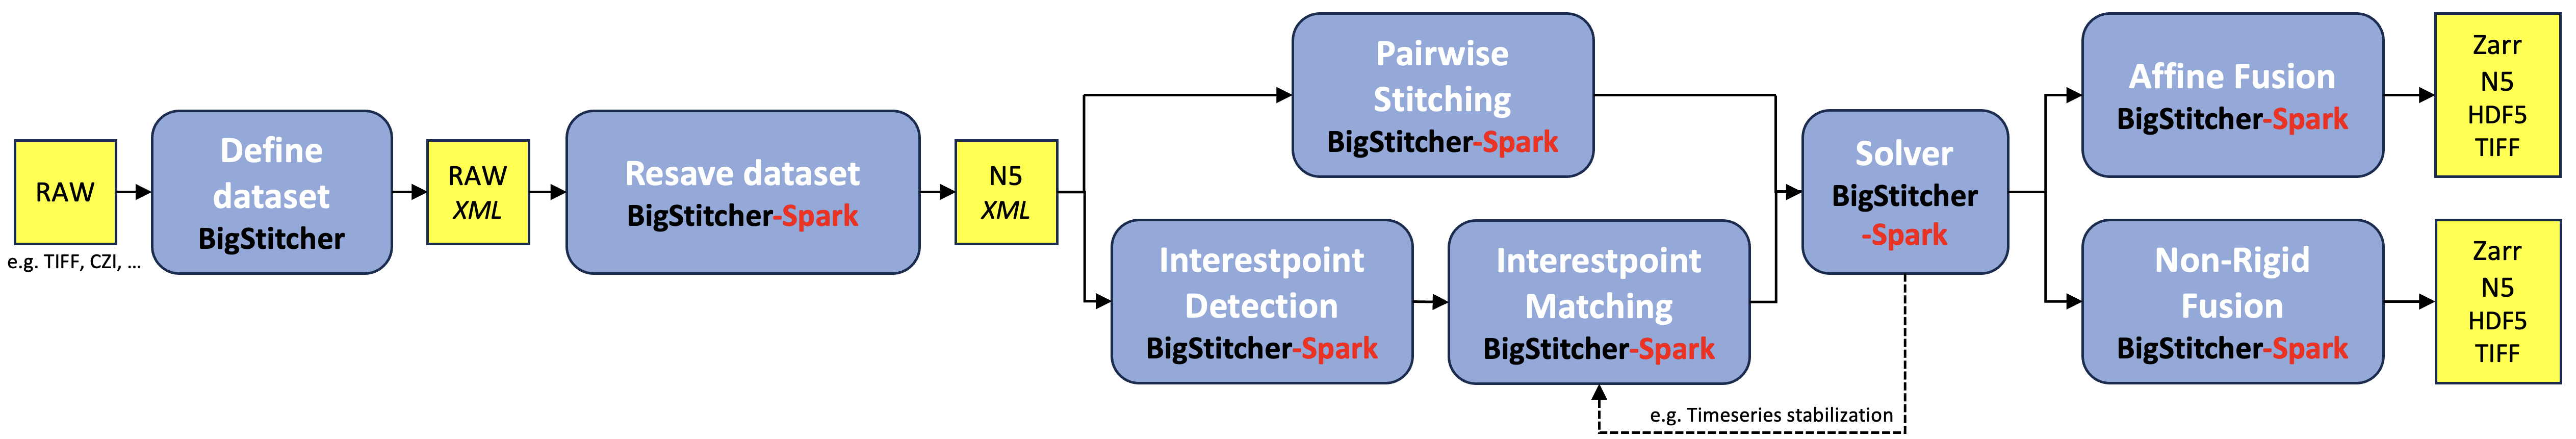 RAW
e.g. TIFF, CZI, ...
Define
dataset
BigStitcher
RAW
XML
Resave dataset
BigStitcher-Spark
N5
XML
Pairwise
Stitching
BigStitcher-Spark
Interestpoint
Detection
BigStitcher-Spark
Interestpoint
Matching
BigStitcher-Spark
Solver
BigStitcher
-Spark
e.g. Timeseries stabilization
Affine Fusion
BigStitcher-Spark
Zarr
N5
HDF5
TIFF
Non-Rigid
Fusion
BigStitcher-Spark
Zarr
N5
HDF5
TIFF